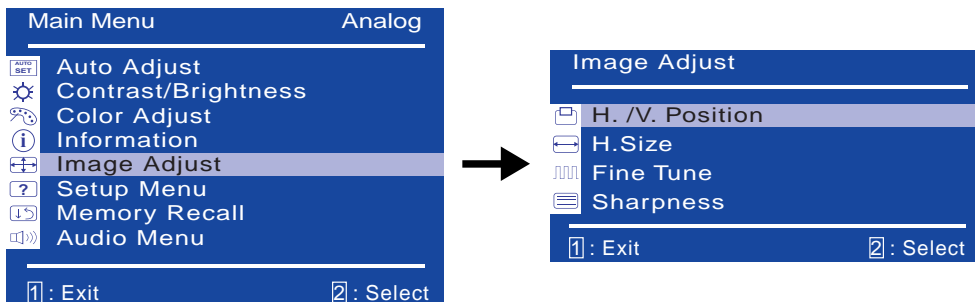 Main Menu Analog
AUTO SET Auto Adjust
Contrast/Brightness
Color Adjust
i Information
Image Adjust
? Setup Menu
Memory Recall
Audio Menu
1 : Exit 2 : Select
Image Adjust
H. /V. Position
H.Size
Fine Tune
Sharpness
1 : Exit 2 : Select